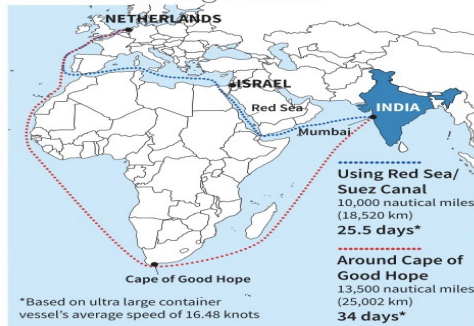 NETHERLANDS
ISRAEL
Red Sea
INDIA
Mumbai
Using Red Sea/
Suez Canal
10,000 nautical miles
(18,520 km)
25.5 days*
Around Cape of
Good Hope
13,500 nautical miles
(25,002 km)
34 days*
Cape of Good Hope
*Based on ultra large container
vessel's average speed of 16.48 knots